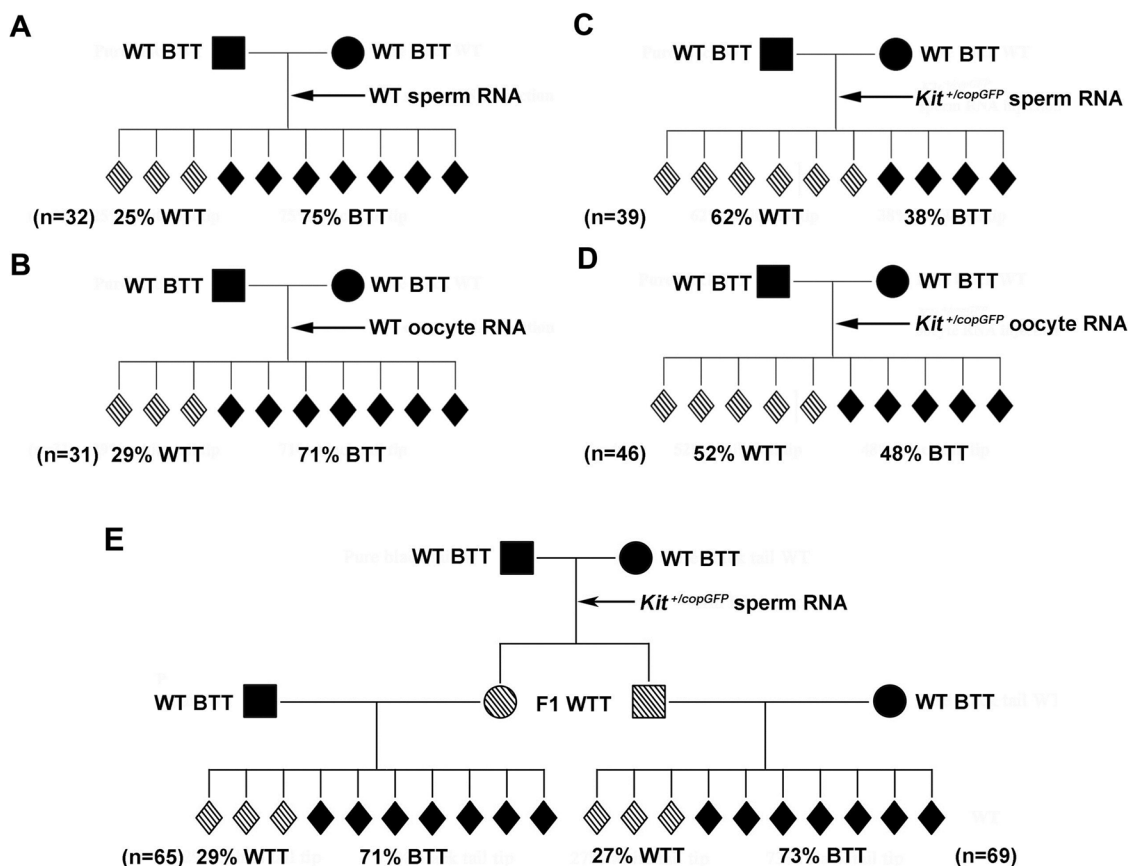 A
WT BTT WT BTT
WT sperm RNA
(n=32) 25% WTT 75% BTT
B
WT BTT WT BTT
WT oocyte RNA
(n=31) 29% WTT 71% BTT
C
WT BTT WT BTT
Kit+/copGFP sperm RNA
(n=39) 62% WTT 38% BTT
D
WT BTT WT BTT
Kit+/copGFP oocyte RNA
(n=46) 52% WTT 48% BTT
E
WT BTT WT BTT
Kit+/copGFP sperm RNA
WT BTT F1 WTT WT BTT
(n=65) 29% WTT 71% BTT 27% WTT 73% BTT (n=69)